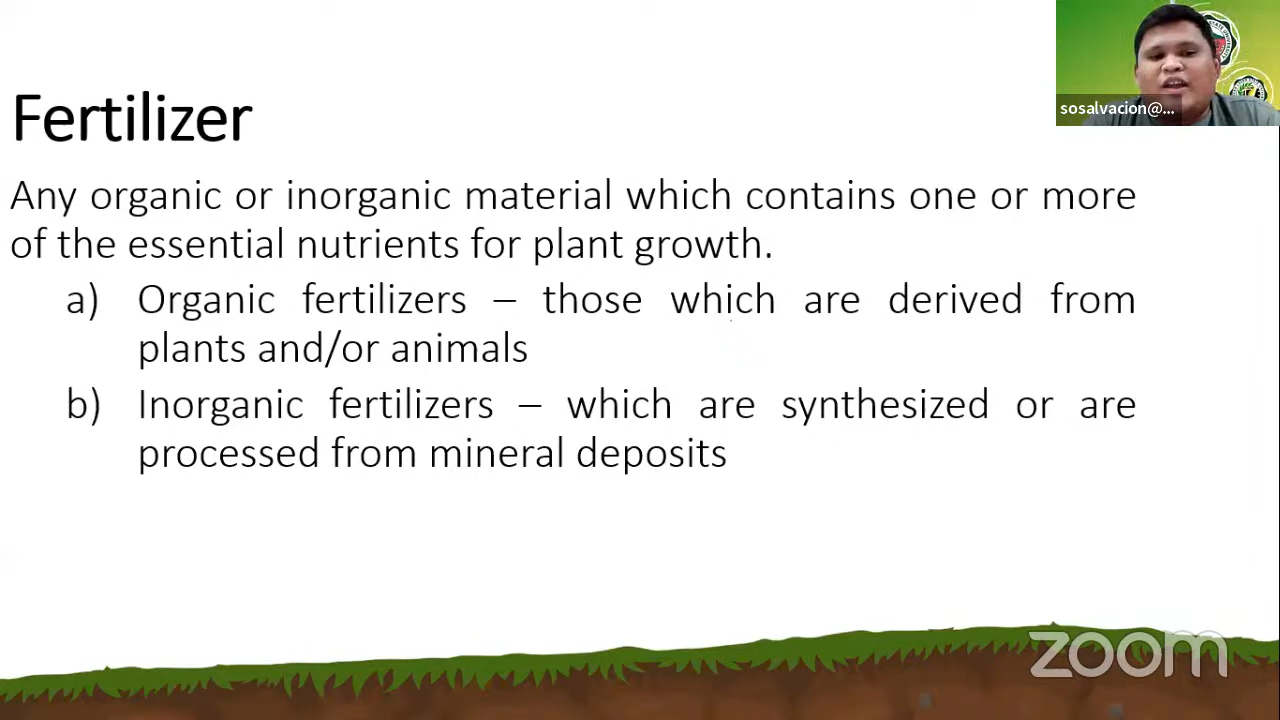 Fertilizer
Any organic or inorganic material which contains one or more
of the essential nutrients for plant growth.
a) Organic fertilizers – those which are derived from
plants and/or animals
b) Inorganic fertilizers – which are synthesized or are
processed from mineral deposits
sosalvacion@...
zoom